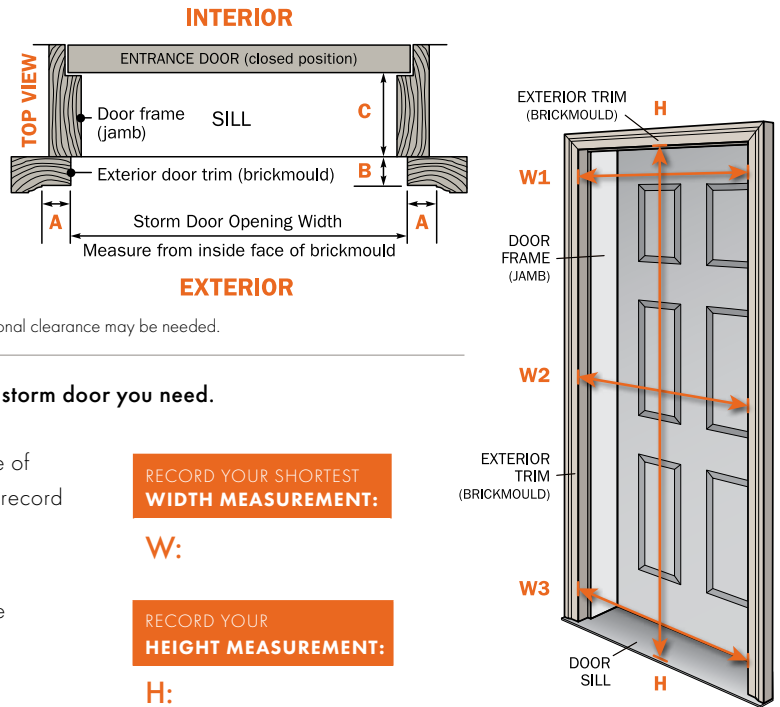 INTERIOR
TOP VIEW
ENTRANCE DOOR (closed position)
Door frame
(jamb)
SILL
C
Exterior door trim (brickmould)
B
A
Storm Door Opening Width
A
Measure from inside face of brickmould
EXTERIOR
onal clearance may be needed.
storm door you need.
e of
record
RECORD YOUR SHORTEST
WIDTH MEASUREMENT:
W:
e
RECORD YOUR
HEIGHT MEASUREMENT:
H:
EXTERIOR TRIM
(BRICKMOULD)
H
W1
DOOR
FRAME
(JAMB)
W2
EXTERIOR
TRIM
(BRICKMOULD)
W3
DOOR
SILL
H